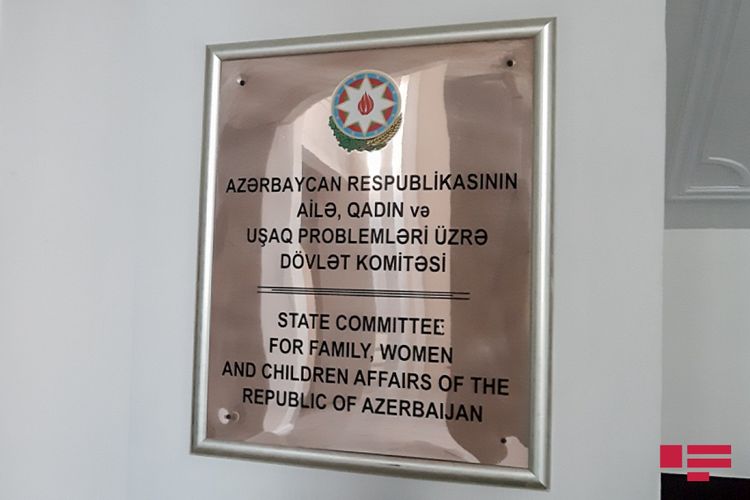 AZƏRBAYCAN RESPUBLİKASININ
AİLƏ, QADIN və
UŞAQ PROBLEMLƏRİ ÜZRƏ
DÖVLƏT KOMİTƏSİ
STATE COMMITTEE
FOR FAMILY, WOMEN
AND CHILDREN AFFAIRS OF THE
REPUBLIC OF AZERBAIJAN